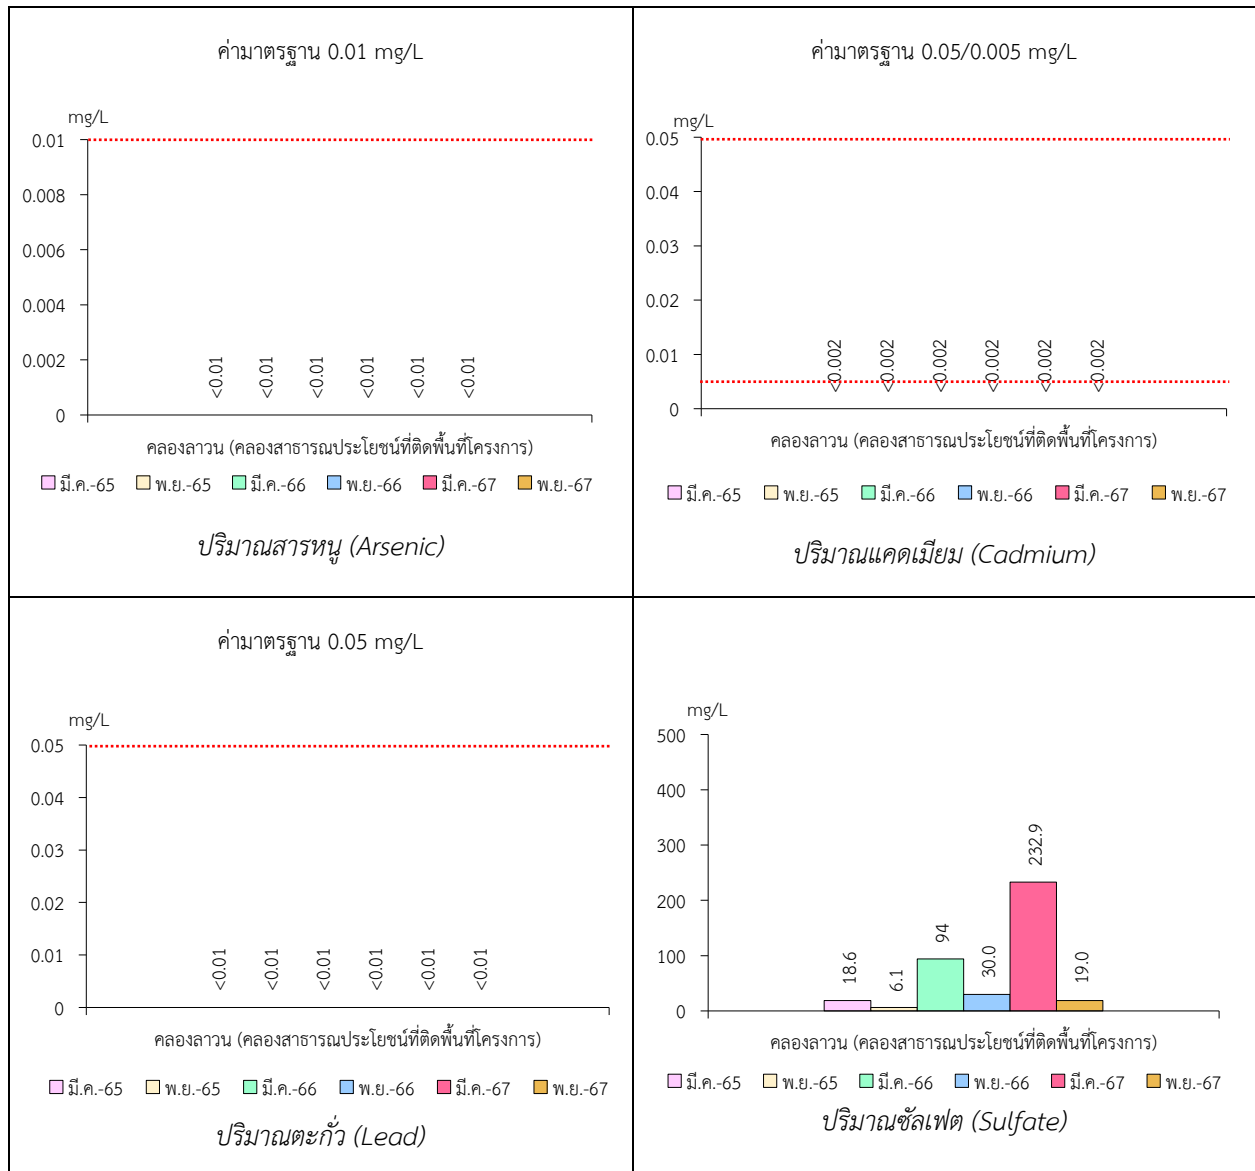 ค่ามาตรฐาน 0.01 mg/L
mg/L
0.01
0.008
0.006
0.004
0.002
0
<0.01 <0.01 <0.01 <0.01 <0.01 <0.01
คลองลาวน (คลองสาธารณประโยชน์ที่ติดพื้นที่โครงการ)
มี.ค.-65 พ.ย.-65 มี.ค.-66 พ.ย.-66 มี.ค.-67 พ.ย.-67
ปริมาณสารหนู (Arsenic)
ค่ามาตรฐาน 0.05/0.005 mg/L
mg/L
0.05
0.04
0.03
0.02
0.01
0
<0.002 <0.002 <0.002 <0.002 <0.002 <0.002
คลองลาวน (คลองสาธารณประโยชน์ที่ติดพื้นที่โครงการ)
มี.ค.-65 พ.ย.-65 มี.ค.-66 พ.ย.-66 มี.ค.-67 พ.ย.-67
ปริมาณแคดเมียม (Cadmium)
ค่ามาตรฐาน 0.05 mg/L
mg/L
0.05
0.04
0.03
0.02
0.01
0
<0.01 <0.01 <0.01 <0.01 <0.01 <0.01
คลองลาวน (คลองสาธารณประโยชน์ที่ติดพื้นที่โครงการ)
มี.ค.-65 พ.ย.-65 มี.ค.-66 พ.ย.-66 มี.ค.-67 พ.ย.-67
ปริมาณตะกั่ว (Lead)
mg/L
500
400
300
200
100
0
18.6 6.1 94 30.0 232.9 19.0
คลองลาวน (คลองสาธารณประโยชน์ที่ติดพื้นที่โครงการ)
มี.ค.-65 พ.ย.-65 มี.ค.-66 พ.ย.-66 มี.ค.-67 พ.ย.-67
ปริมาณซัลเฟต (Sulfate)